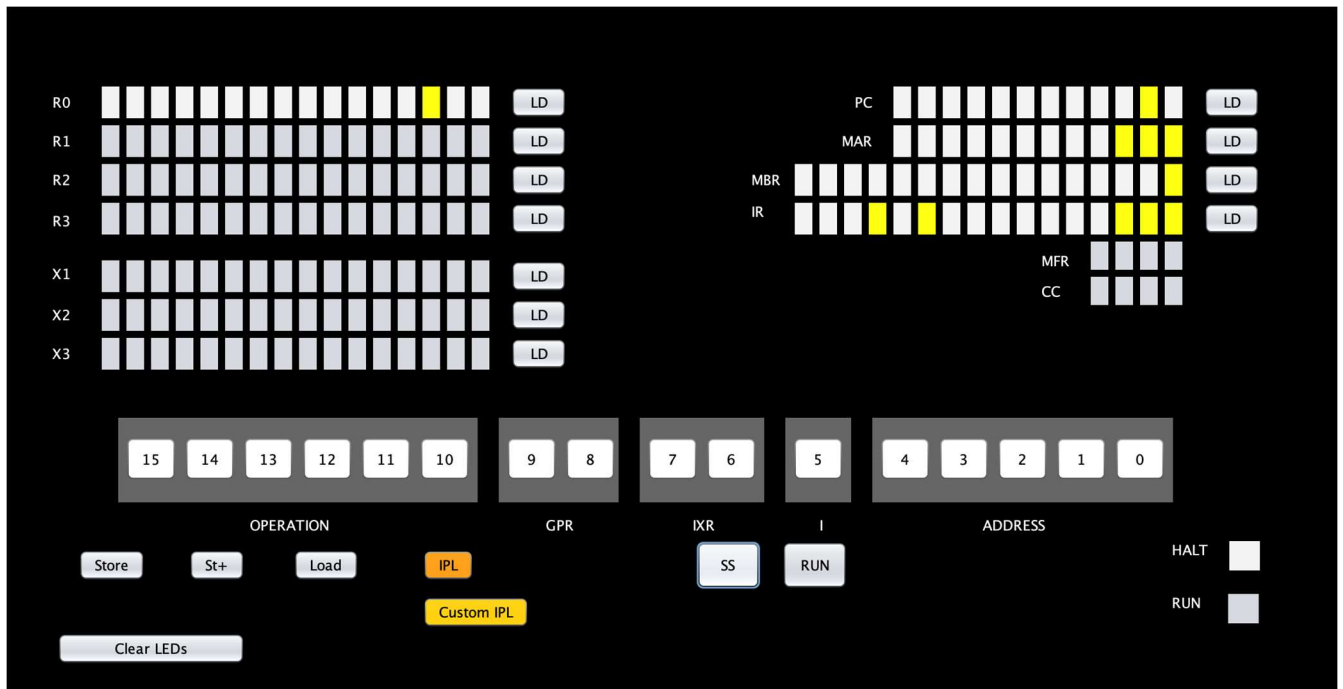 R0 LD PC LD
R1 LD MAR LD
R2 LD MBR LD
R3 LD IR LD
MFR
X1 LD CC
X2 LD
X3 LD
15 14 13 12 11 10 9 8 7 6 5 4 3 2 1 0
OPERATION GPR IXR I ADDRESS
Store St+ Load IPL SS RUN HALT
Custom IPL RUN
Clear LEDs